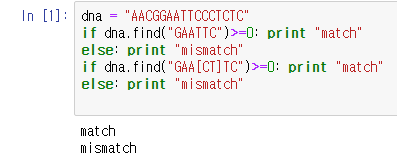 In [1]: dna = "AACGGAATTCCCTCTC"
if dna.find("GAATTC")>=0: print "match"
else: print "mismatch"
if dna.find("GAA[CT]TC")>=0: print "match"
else: print "mismatch"
match
mismatch